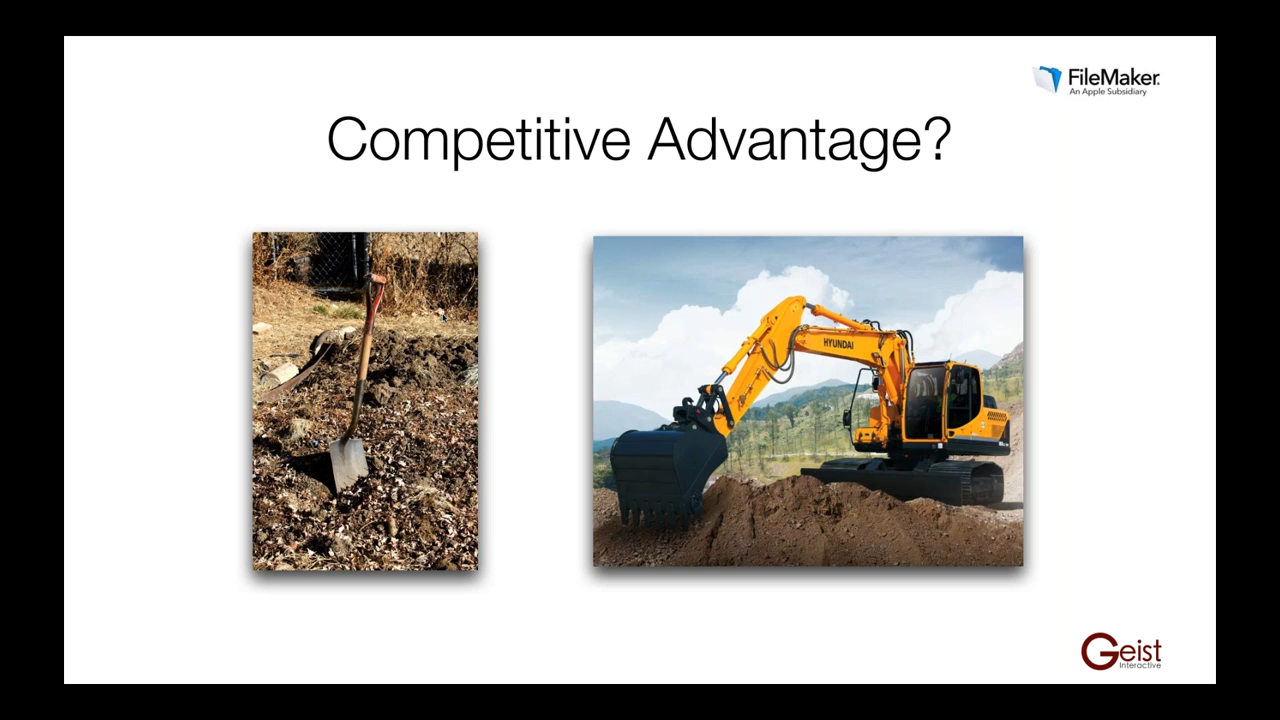 FileMaker.
An Apple Subsidiary
Competitive Advantage?
HYUNDAI
Geist
Interactive